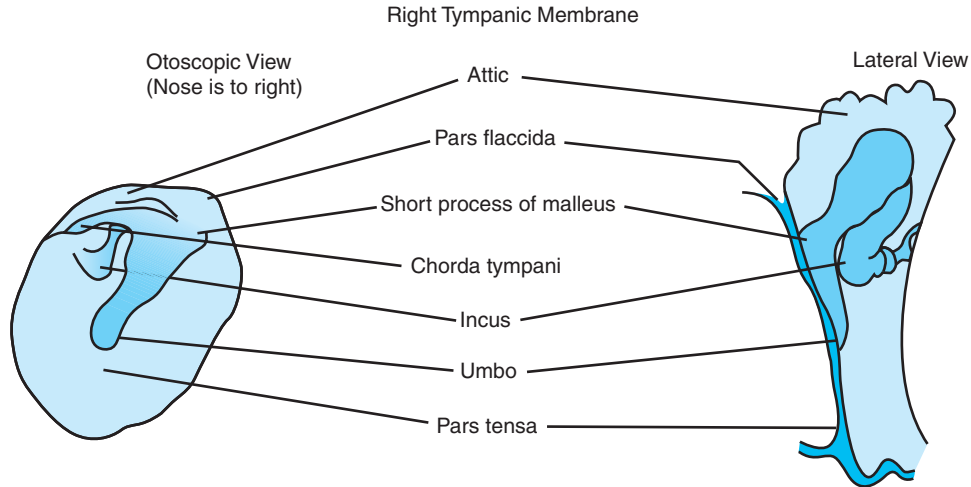 Right Tympanic Membrane
Otoscopic View
(Nose is to right)
Lateral View
Attic
Pars flaccida
Short process of malleus
Chorda tympani
Incus
Umbo
Pars tensa